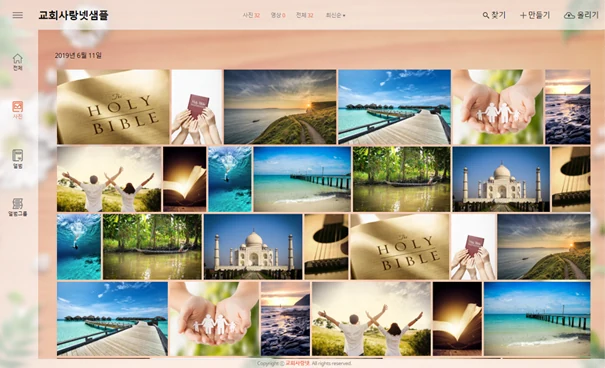 교회사랑넷샘플
사진 32 영상 0 전체 32 최신순
찾기 만들기 올리기
2019년 6월 11일
전체
사진
앨범
앨범그룹
The HOLY BIBLE
The HOLY BIBLE
Copyright ⓒ 교회사랑넷. All rights reserved.